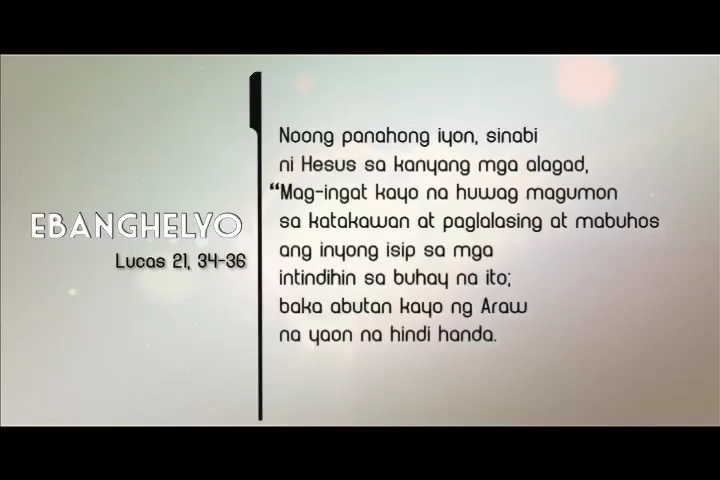 EBANGHELYO
Lucas 21, 34-36
Noong panahong iyon, sinabi
ni Hesus sa kanyang mga alagad,
“Mag-ingat kayo na huwag magumon
sa katakawan at paglalasing at mabuhos
ang inyong isip sa mga
intindihin sa buhay na ito;
baka abutan kayo ng Araw
na yaon na hindi handa.